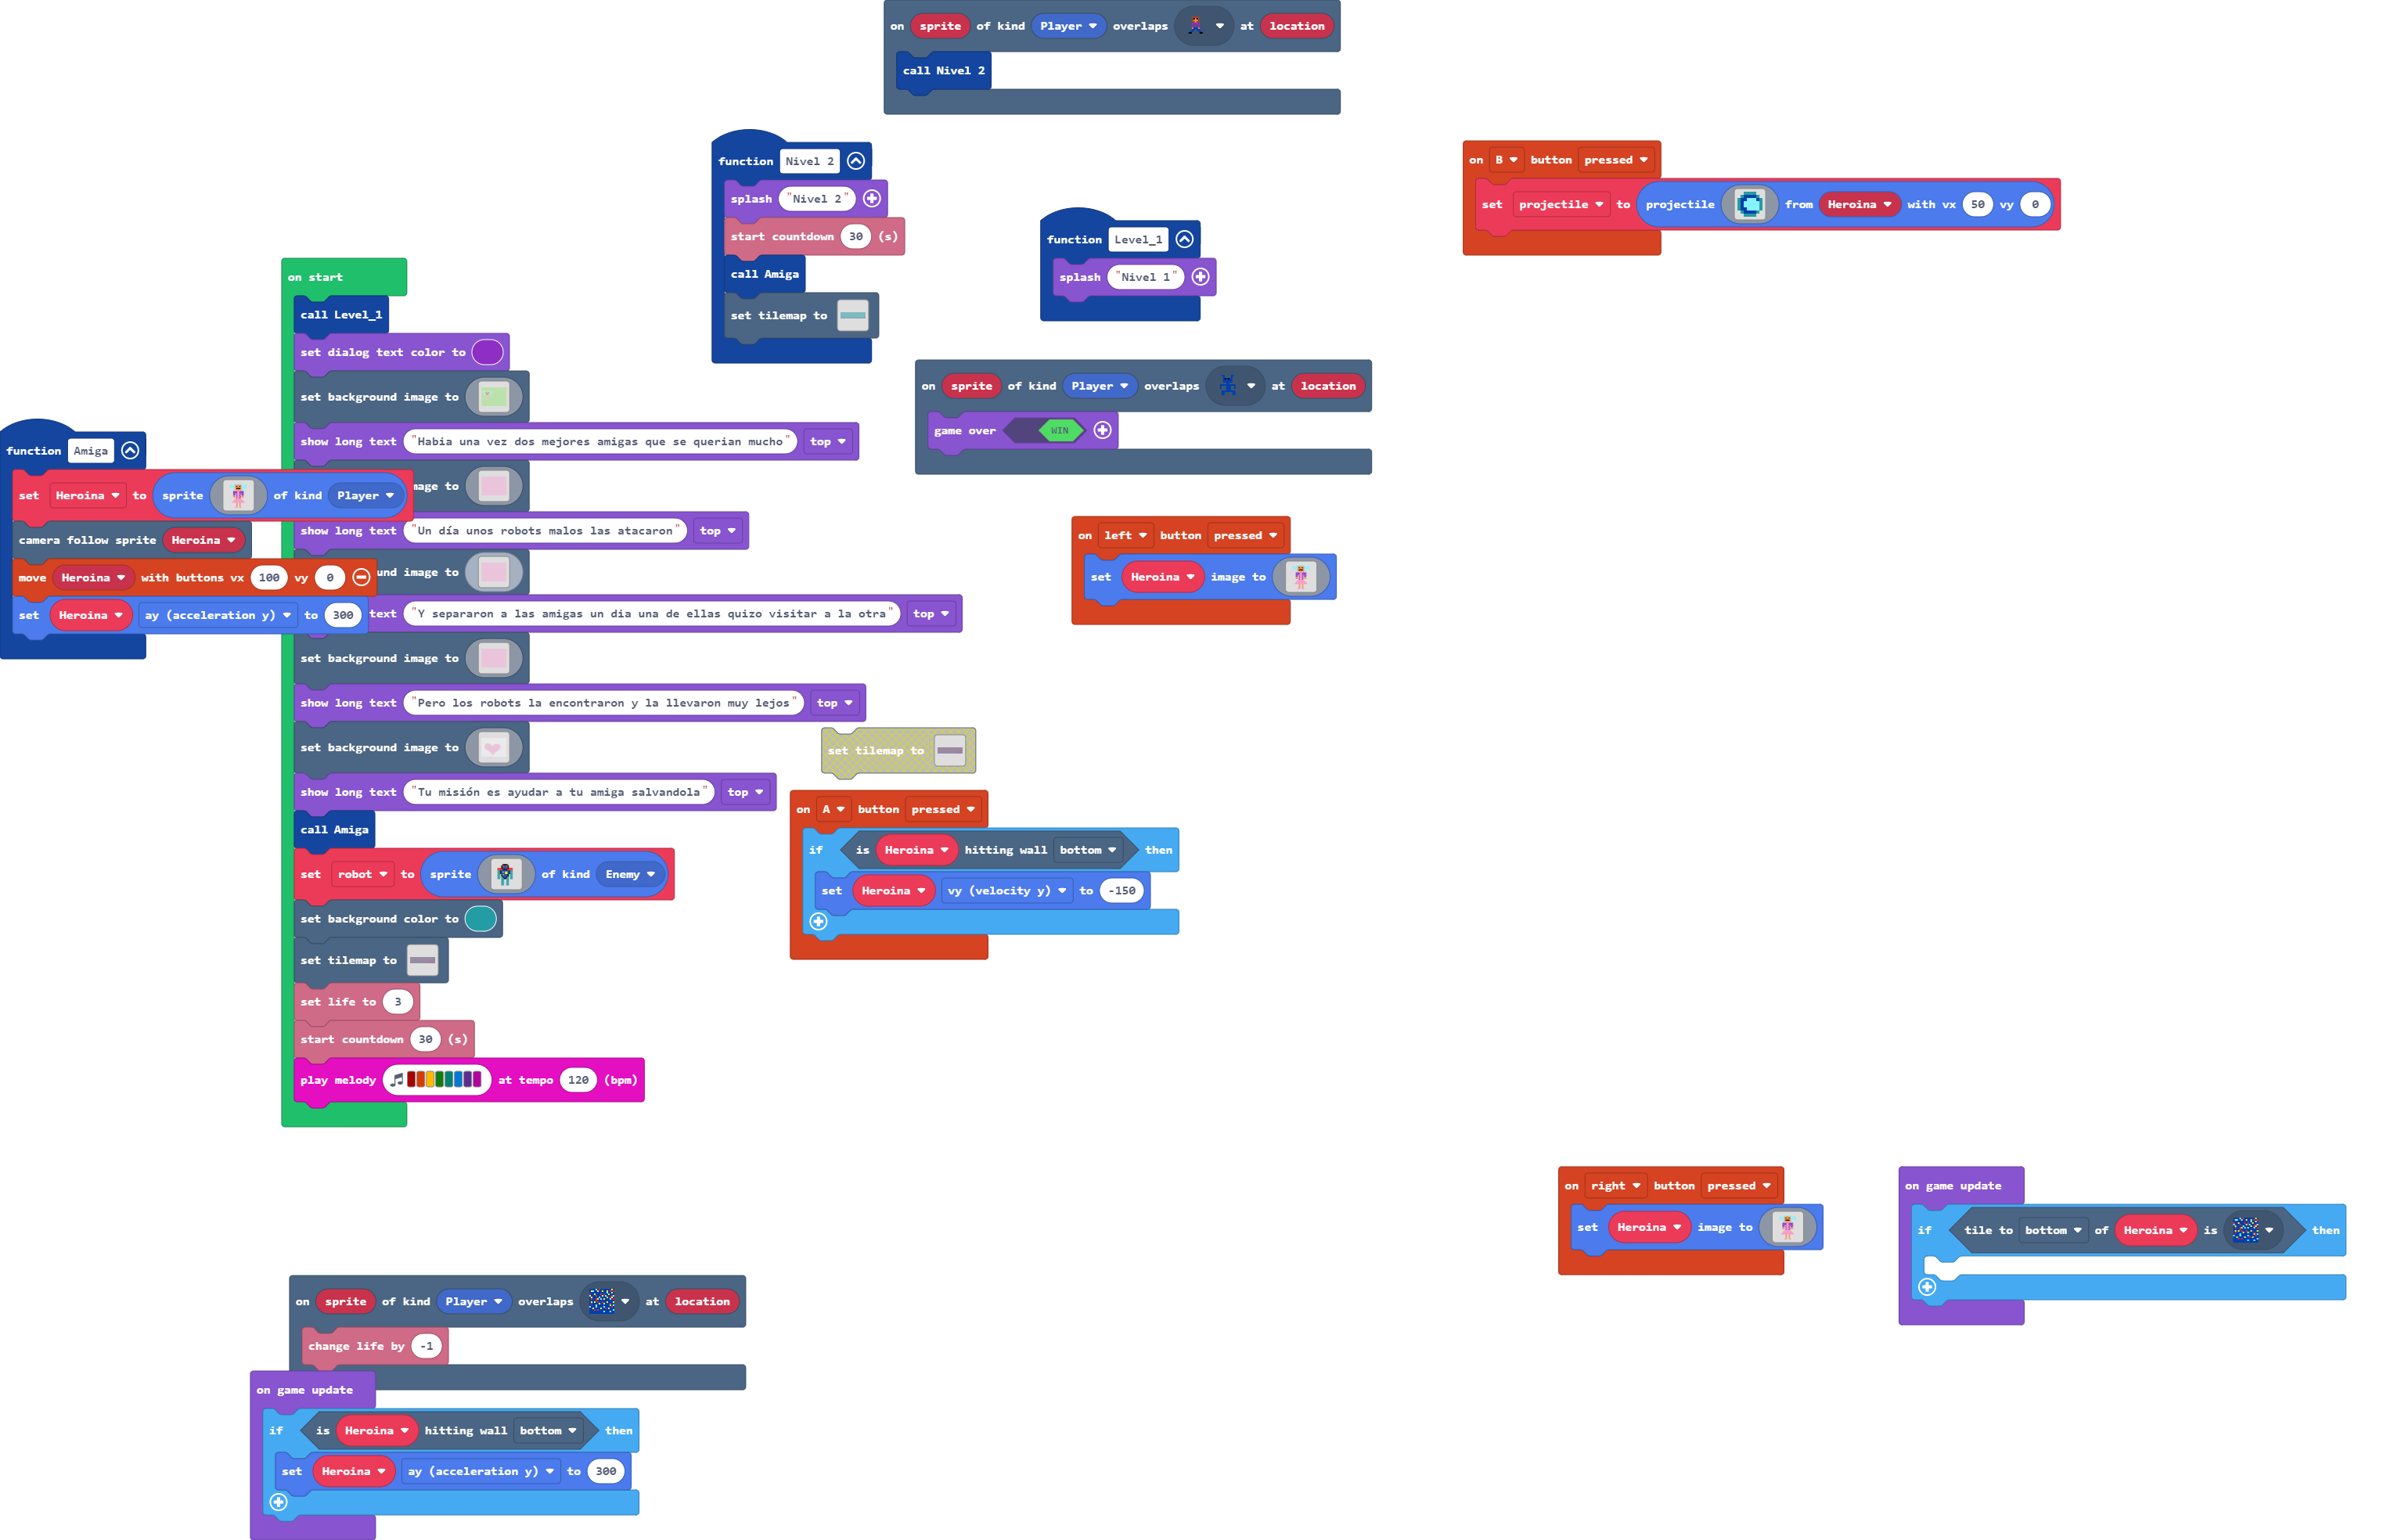 on sprite of kind Player overlaps at location
call Nivel 2
function Nivel 2
splash "Nivel 2"
start countdown 30 (s)
call Amiga
set tilemap to
function Level_1
splash "Nivel 1"
on B button pressed
set projectile to projectile from Heroina with vx 50 vy 0
on start
call Level_1
set dialog text color to
set background image to
show long text "Habia una vez dos mejores amigas que se querian mucho" top
mage to
show long text "Un día unos robots malos las atacaron" top
und image to
text "Y separaron a las amigas un dia una de ellas quizo visitar a la otra" top
set background image to
show long text "Pero los robots la encontraron y la llevaron muy lejos" top
set background image to
show long text "Tu misión es ayudar a tu amiga salvandola" top
call Amiga
set robot to sprite of kind Enemy
set background color to
set tilemap to
set life to 3
start countdown 30 (s)
play melody at tempo 120 (bpm)
function Amiga
set Heroina to sprite of kind Player
camera follow sprite Heroina
move Heroina with buttons vx 100 vy 0
set Heroina ay (acceleration y) to 300
on sprite of kind Player overlaps at location
game over WIN
on left button pressed
set Heroina image to
set tilemap to
on A button pressed
if is Heroina hitting wall bottom then
set Heroina vy (velocity y) to -150
on right button pressed
set Heroina image to
on game update
if tile to bottom of Heroina is then
on sprite of kind Player overlaps at location
change life by -1
on game update
if is Heroina hitting wall bottom then
set Heroina ay (acceleration y) to 300